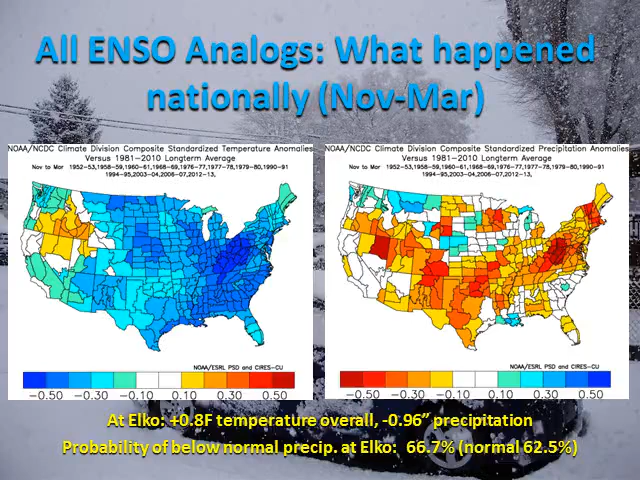 All ENSO Analogs: What happened
nationally (Nov-Mar)
NOAA/NCDC Climate Division Composite Standardized Temperature Anomalies
Versus 1981-2010 Longterm Average
Nov to Mar 1952-53,1958-59,1960-61,1968-69,1976-77,1977-78,1979-80,1990-91
1994-95,2003-04,2006-07,2012-13,
NOAA/ESRL PSD and CIRES-CU
-0.50 -0.30 -0.10 0.10 0.30 0.50
NOAA/NCDC Climate Division Composite Standardized Precipitation Anomalies
Versus 1981-2010 Longterm Average
Nov to Mar 1952-53,1958-59,1960-61,1968-69,1976-77,1977-78,1979-80,1990-91
1994-95,2003-04,2006-07,2012-13,
NOAA/ESRL PSD and CIRES-CU
-0.50 -0.30 -0.10 0.10 0.30 0.50
At Elko: +0.8F temperature overall, -0.96” precipitation
Probability of below normal precip. at Elko: 66.7% (normal 62.5%)